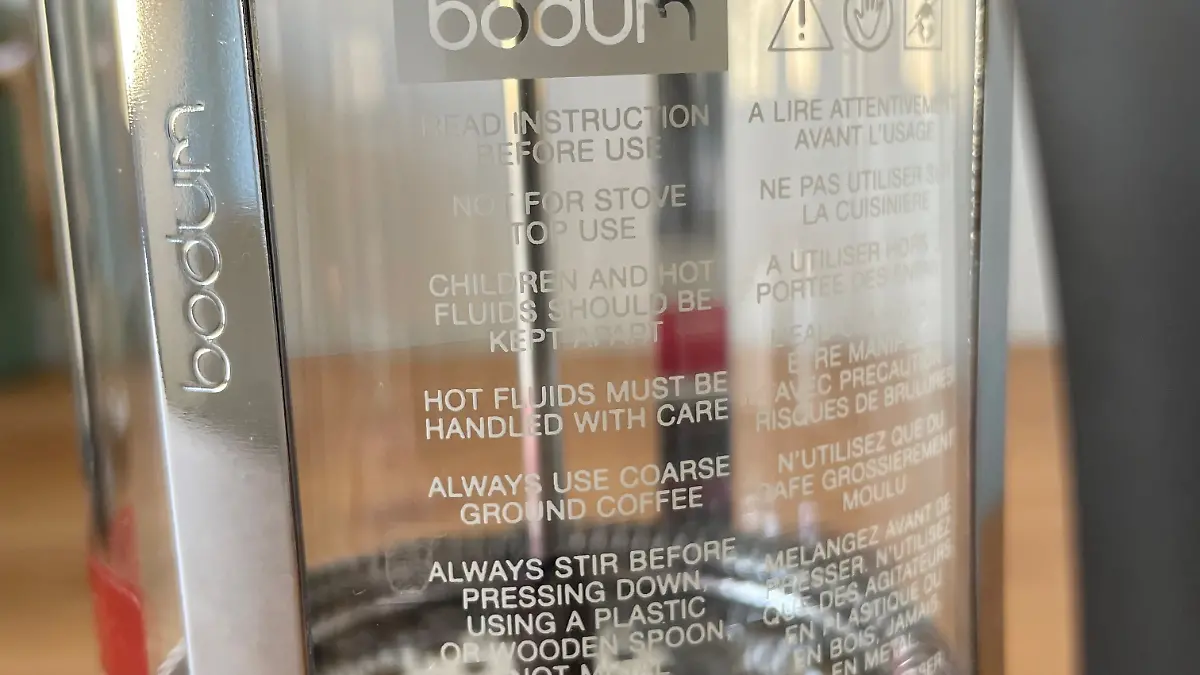 bodum
bodum
READ INSTRUCTION
BEFORE USE
NOT FOR STOVE
TOP USE
CHILDREN AND HOT
FLUIDS SHOULD BE
KEPT APART
HOT FLUIDS MUST BE
HANDLED WITH CARE
ALWAYS USE COARSE
GROUND COFFEE
ALWAYS STIR BEFORE
PRESSING DOWN,
USING A PLASTIC
OR WOODEN SPOON,
NOT
A LIRE ATTENTIVEMENT
AVANT L'USAGE
NE PAS UTILISER
LA CUISINIERE
A UTILISER HORS
PORTEE DES
ETRE
AVEC PRECAUTION
RISQUES DE BRULURES
N'UTILISEZ QUE DU
CAFE GROSSIEREMENT
MOULU
MELANGEZ AVANT DE
PRESSER. N'UTILISEZ
QUE DES AGITATEURS
EN PLASTIQUE OU
EN BOIS, JAMAIS
EN METAL